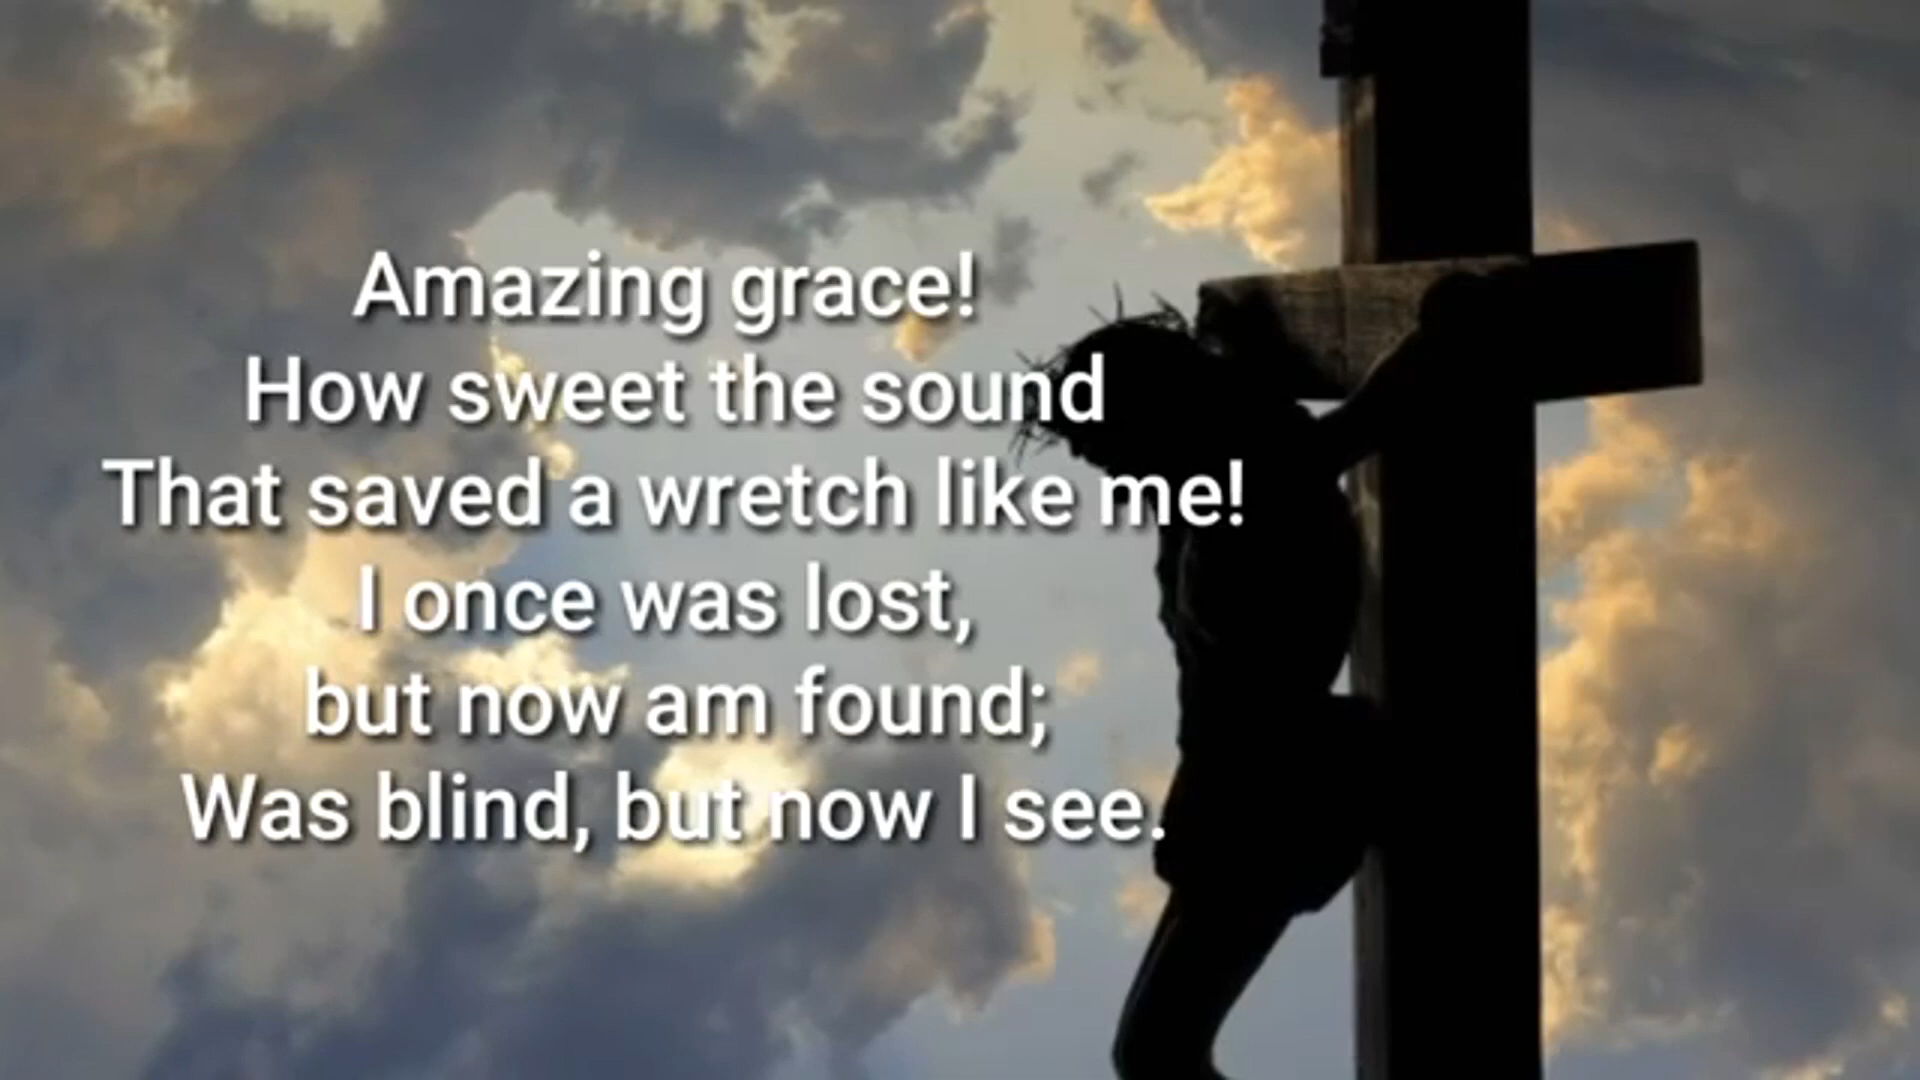 Amazing grace!
How sweet the sound
That saved a wretch like me!
I once was lost,
but now am found;
Was blind, but now I see.